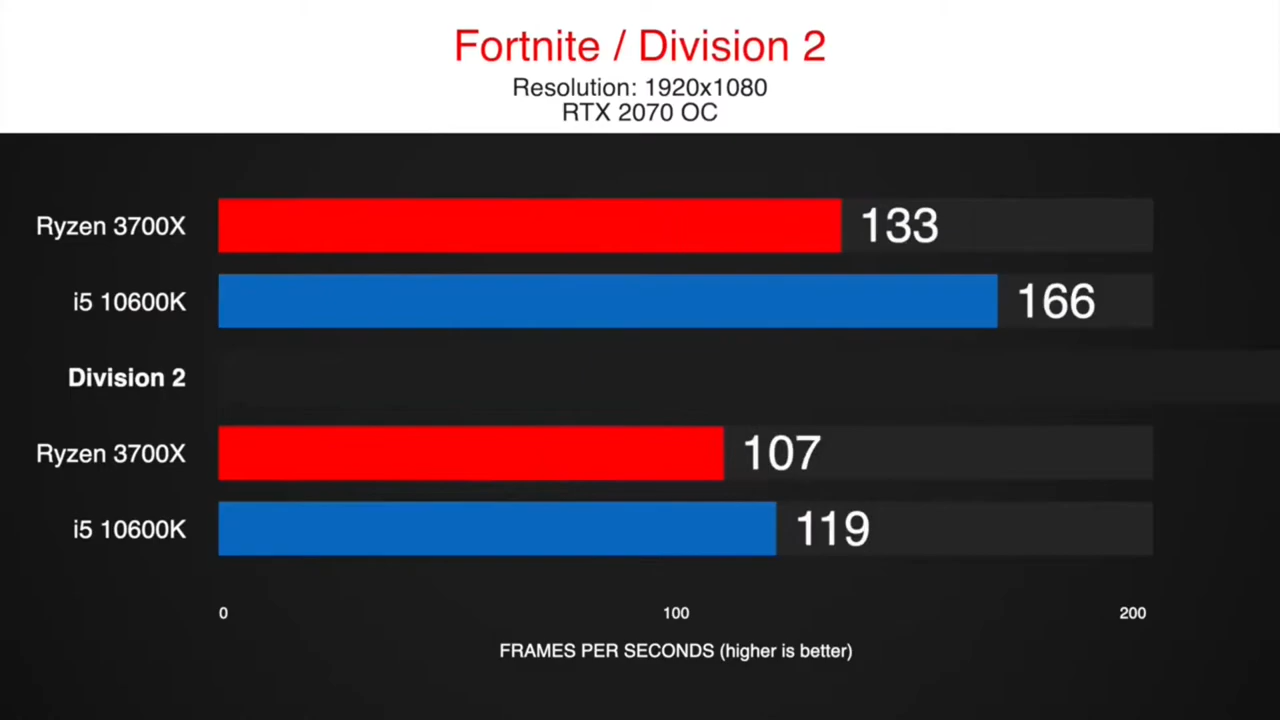 Fortnite / Division 2
Resolution: 1920x1080
RTX 2070 OC
Ryzen 3700X 133
i5 10600K 166
Division 2
Ryzen 3700X 107
i5 10600K 119
0 100 200
FRAMES PER SECONDS (higher is better)